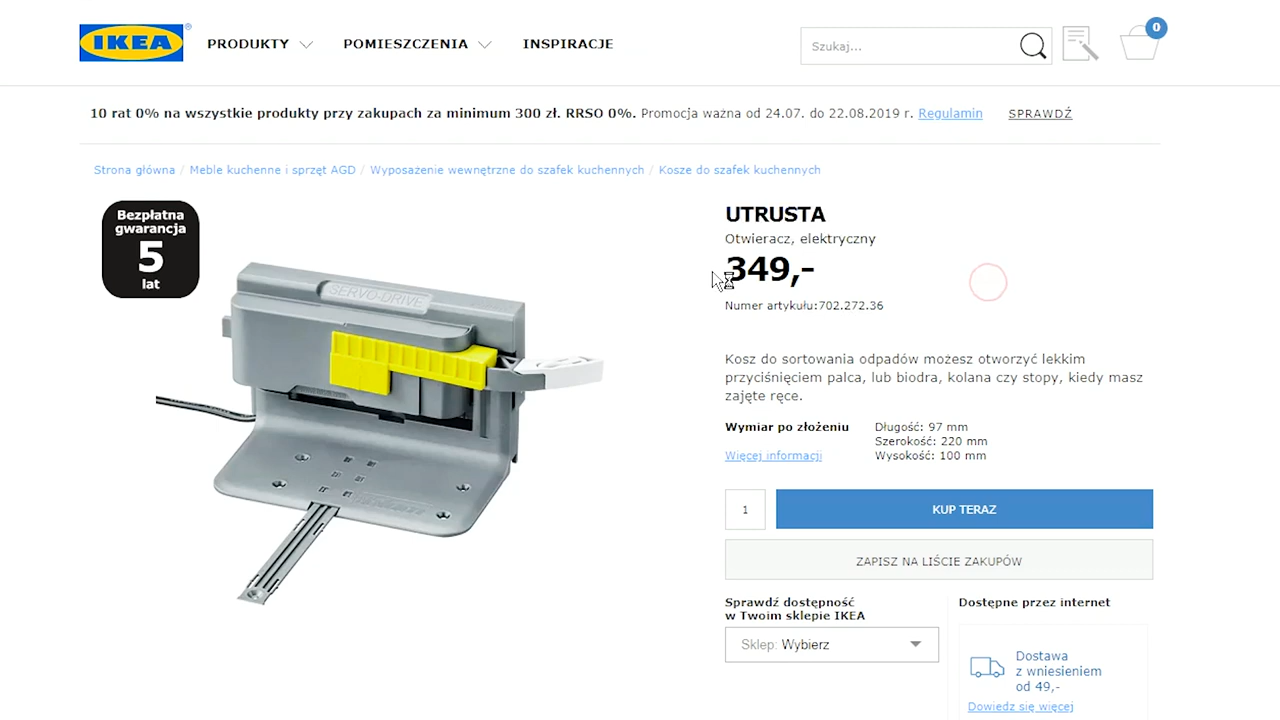 IKEA
®
PRODUKTY
POMIESZCZENIA
INSPIRACJE
Szukaj...
0
10 rat 0% na wszystkie produkty przy zakupach za minimum 300 zł. RRSO 0%. Promocja ważna od 24.07. do 22.08.2019 r. Regulamin SPRAWDŹ
Strona główna / Meble kuchenne i sprzęt AGD / Wyposażenie wewnętrzne do szafek kuchennych / Kosze do szafek kuchennych
Bezpłatna
gwarancja
5
lat
SERVO-DRIVE
UTRUSTA
Otwieracz, elektryczny
349,-
Numer artykułu:702.272.36
Kosz do sortowania odpadów możesz otworzyć lekkim
przyciśnięciem palca, lub biodra, kolana czy stopy, kiedy masz
zajęte ręce.
Wymiar po złożeniu
Więcej informacji
Długość: 97 mm
Szerokość: 220 mm
Wysokość: 100 mm
1
KUP TERAZ
ZAPISZ NA LIŚCIE ZAKUPÓW
Sprawdź dostępność
w Twoim sklepie IKEA
Sklep: Wybierz
Dostępne przez internet
Dostawa
z wniesieniem
od 49,-
Dowiedz się więcej